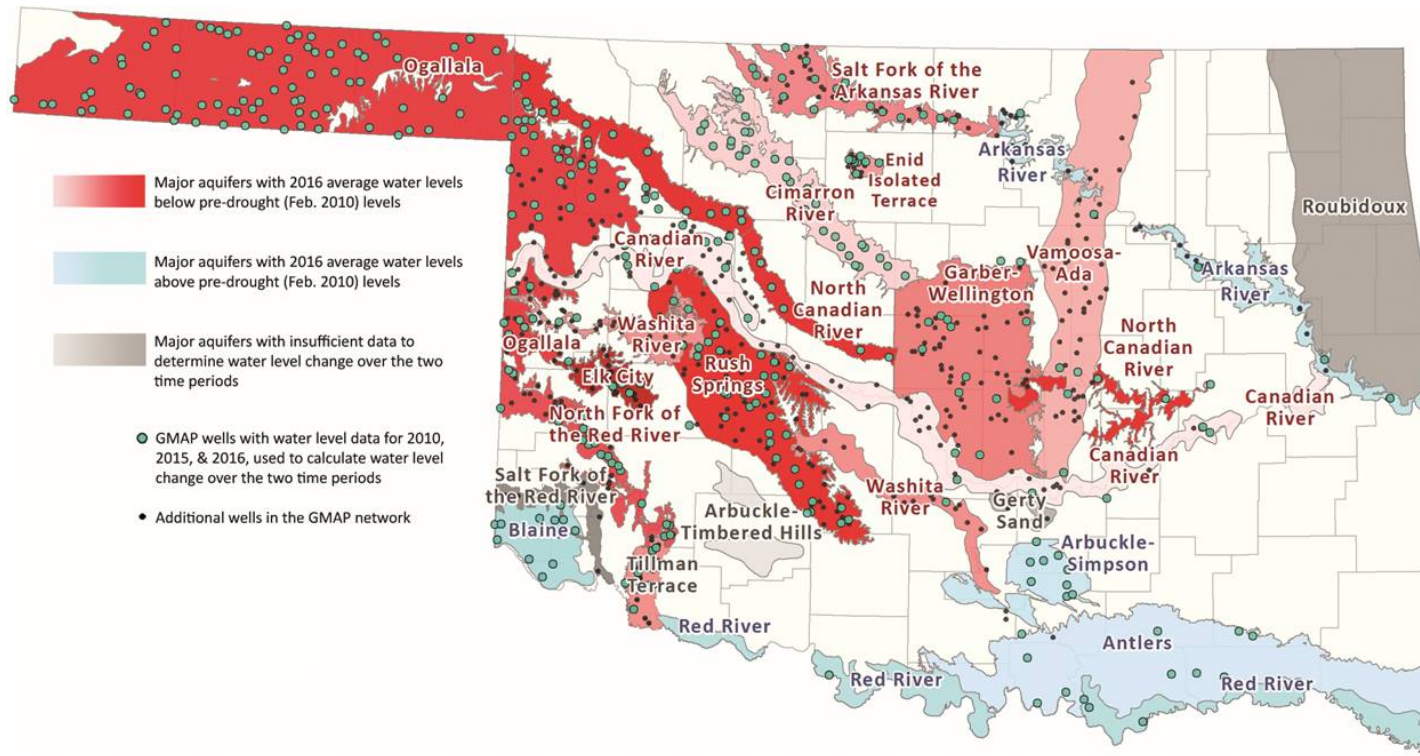 Ogallala
Salt Fork of the
Arkansas River
Arkansas
River
Enid
Isolated
Terrace
Cimarron
River
Roubidoux
Major aquifers with 2016 average water levels
below pre-drought (Feb. 2010) levels
Major aquifers with 2016 average water levels
above pre-drought (Feb. 2010) levels
Major aquifers with insufficient data to
determine water level change over the two
time periods
GMAP wells with water level data for 2010,
2015, & 2016, used to calculate water level
change over the two time periods
Additional wells in the GMAP network
Canadian
River
Vamoosa-
Ada
Garber-
Wellington
Arkansas
River
North
Canadian
River
Washita
River
Ogallala
Rush
Springs
Elk City
North
Canadian
River
North Fork of
the Red River
Canadian
River
Canadian
River
Salt Fork of
the Red River
Blaine
Washita
River
Gerty
Sand
Arbuckle-
Timbered Hills
Arbuckle-
Simpson
Tillman
Terrace
Red River
Antlers
Red River
Red River